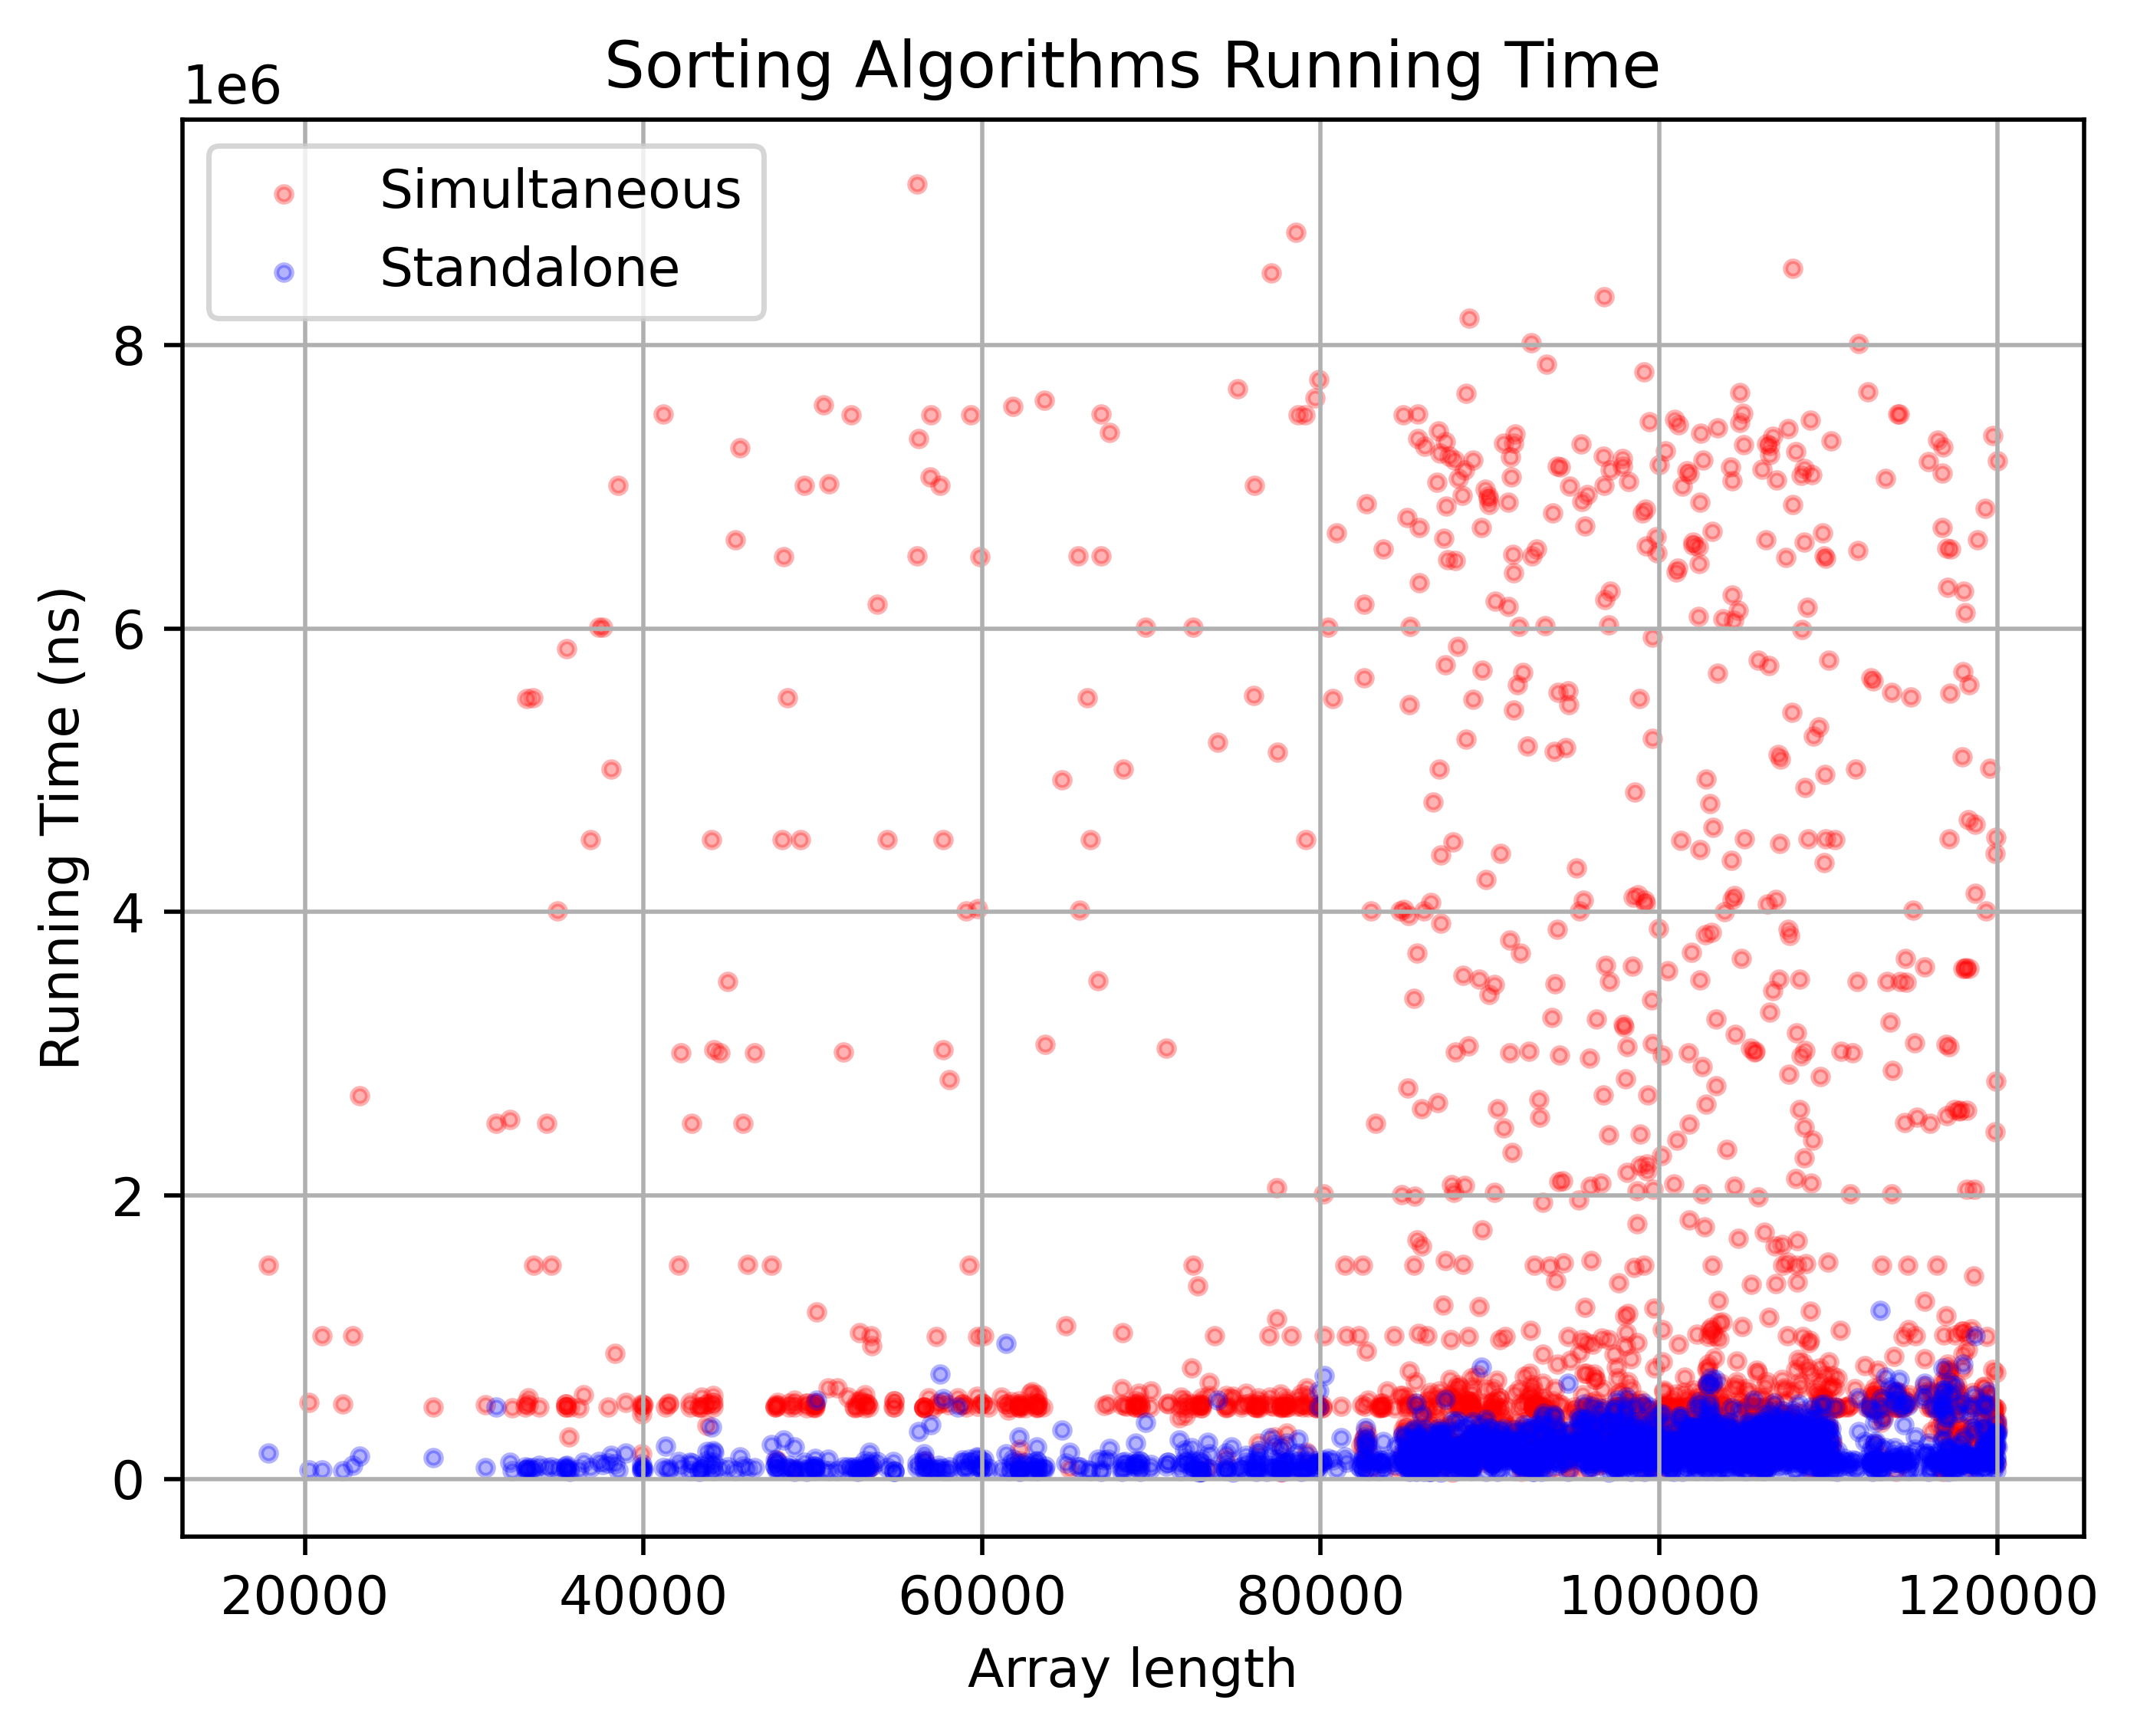 Sorting Algorithms Running Time
1e6
Simultaneous
Standalone
8
6
4
2
0
Running Time (ns)
20000 40000 60000 80000 100000 120000
Array length